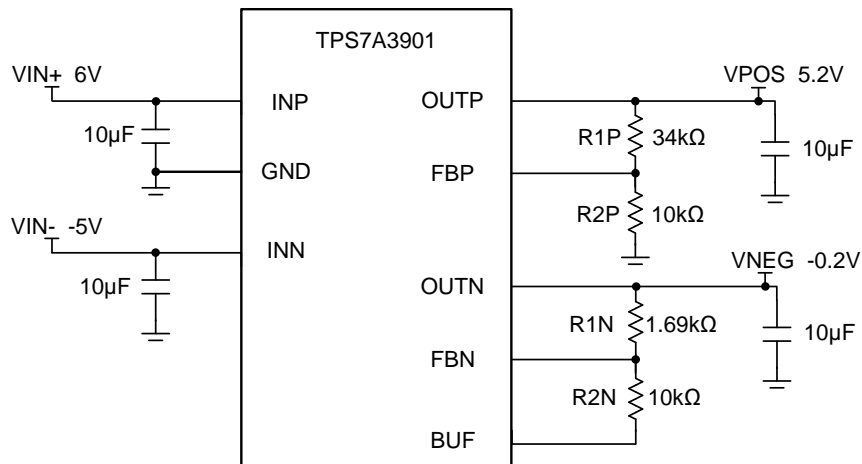 TPS7A3901
VIN+ 6V
INP
10µF
GND
VIN- -5V
INN
10µF
OUTP
VPOS 5.2V
R1P 34kΩ
10µF
FBP
R2P 10kΩ
OUTN
VNEG -0.2V
R1N 1.69kΩ
10µF
FBN
R2N 10kΩ
BUF